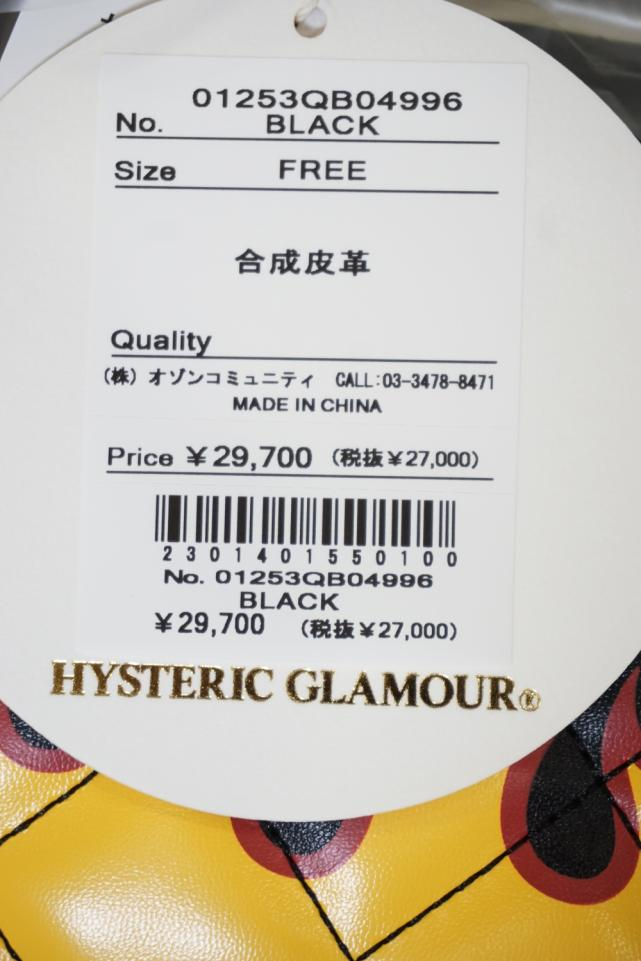 01253QB04996
No. BLACK
Size FREE
合成皮革
Quality
(株) オゾンコミュニティ CALL:03-3478-8471
MADE IN CHINA
Price ¥29,700 (税抜¥27,000)
2301401550100
No. 01253QB04996
BLACK
¥29,700 (税抜¥27,000)
HYSTERIC GLAMOUR®